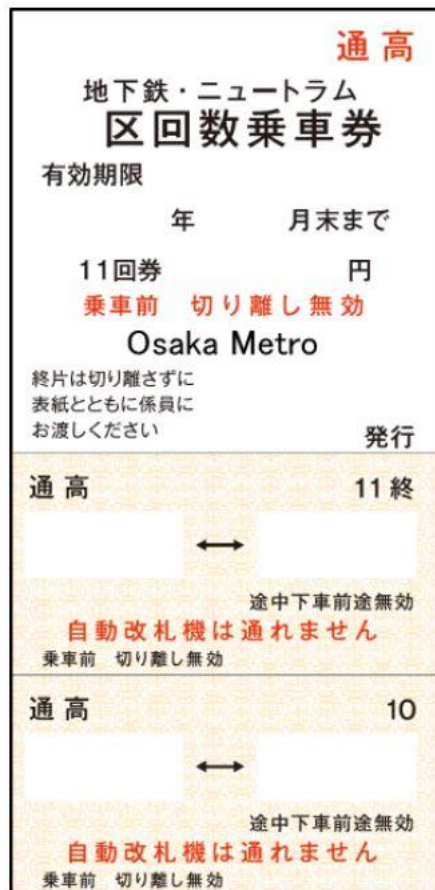 通高
地下鉄・ニュートラム
区回数乗車券
有効期限
年 月末まで
11回券 円
乗車前 切り離し無効
Osaka Metro
終片は切り離さずに
表紙とともに係員に
お渡しください
発行
通高 11終
↔
途中下車前途無効
自動改札機は通れません
乗車前 切り離し無効
通高 10
↔
途中下車前途無効
自動改札機は通れません
乗車前 切り離し無効